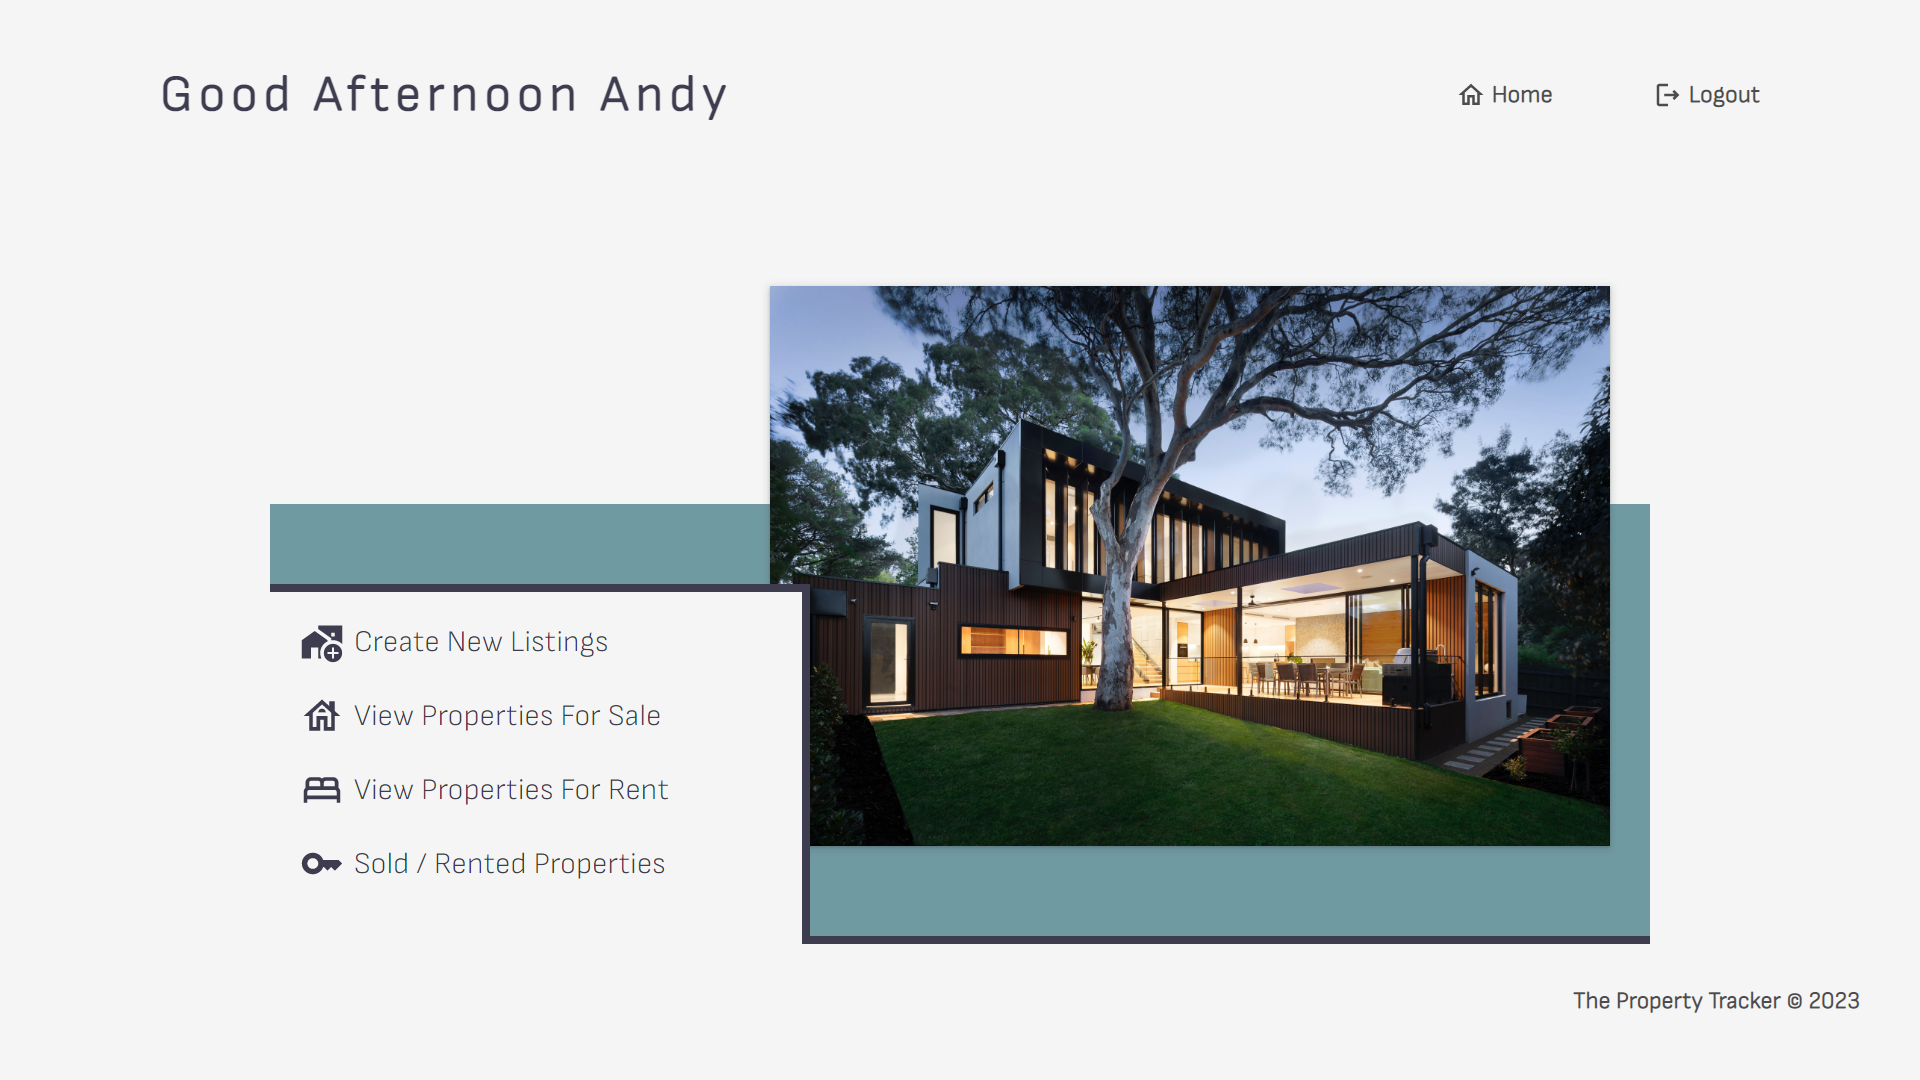 Good Afternoon Andy
Home
Logout
Create New Listings
View Properties For Sale
View Properties For Rent
Sold / Rented Properties
The Property Tracker © 2023